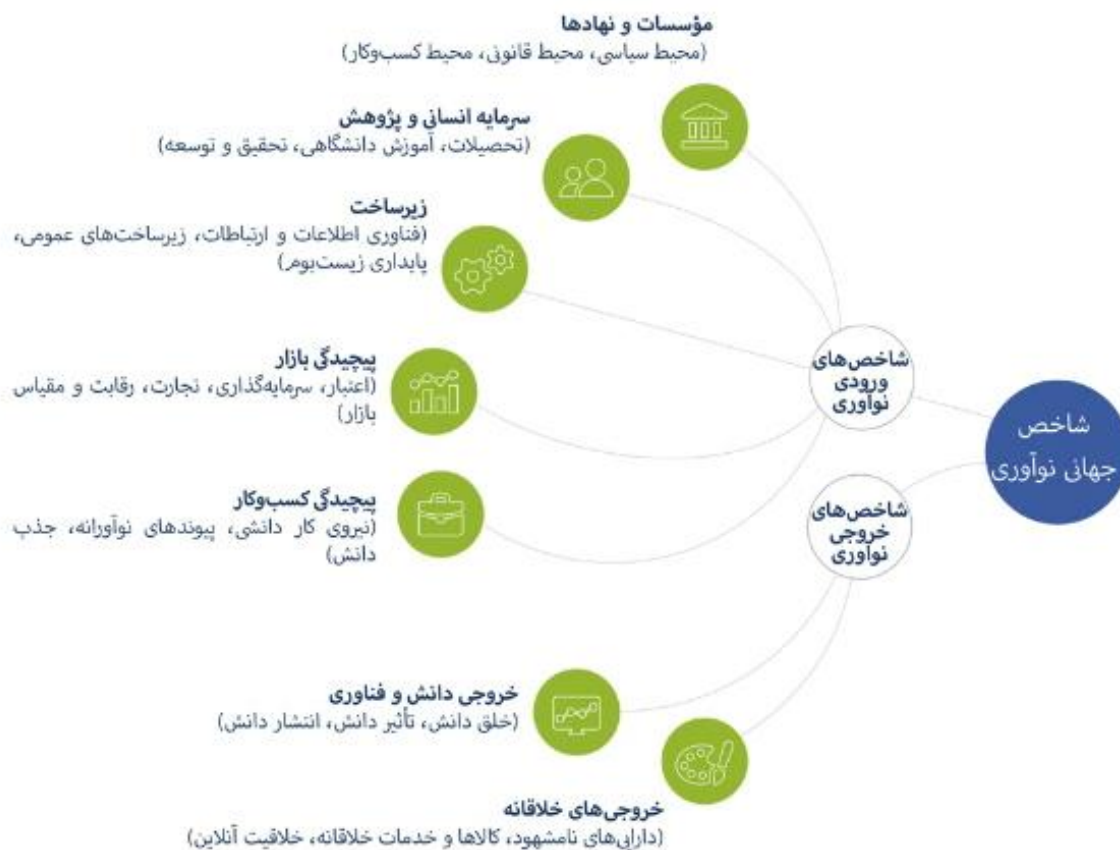 مؤسسات و نهادها
(محیط سیاسی، محیط قانونی، محیط کسب‌وکار)
سرمایه انسانی و پژوهش
(تحصیلات، آموزش دانشگاهی، تحقیق و توسعه)
زیرساخت
(فناوری اطلاعات و ارتباطات، زیرساخت‌های عمومی،
پایداری زیست‌بوم)
پیچیدگی بازار
(اعتبار، سرمایه‌گذاری، تجارت، رقابت و مقیاس
بازار)
پیچیدگی کسب‌وکار
(نیروی کار دانشی، پیوندهای نوآورانه، جذب
دانش)
خروجی دانش و فناوری
(خلق دانش، تأثیر دانش، انتشار دانش)
خروجی‌های خلاقانه
(دارایی‌های نامشهود، کالاها و خدمات خلاقانه، خلاقیت آنلاین)
شاخص‌های
ورودی
نوآوری
شاخص‌های
خروجی
نوآوری
شاخص
جهانی نوآوری